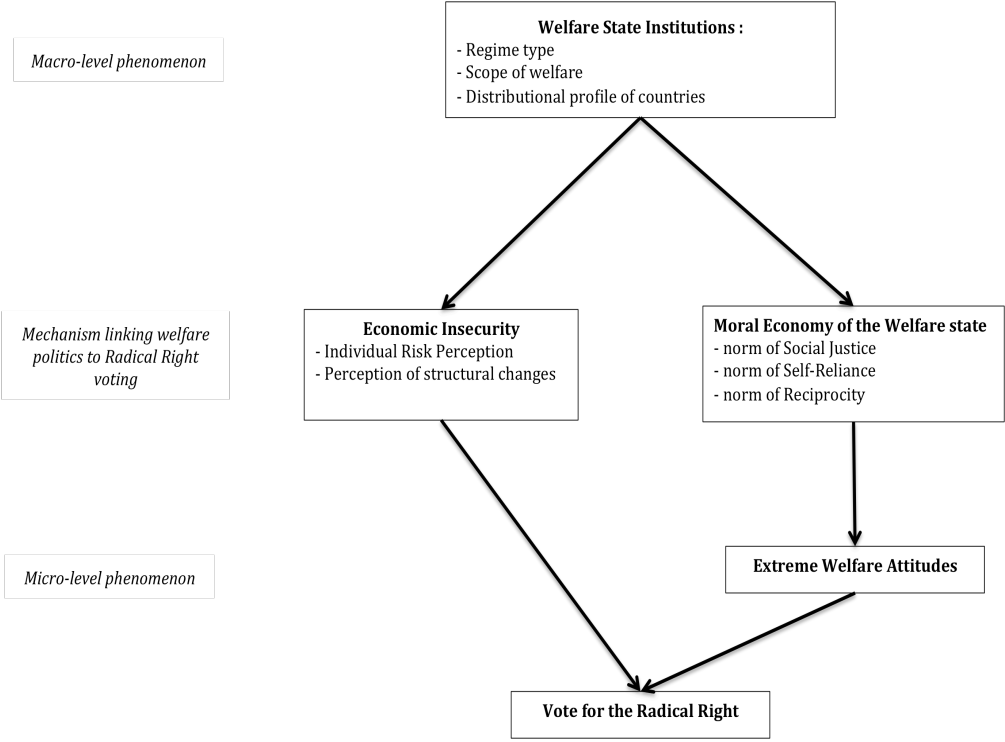 Macro-level phenomenon
Welfare State Institutions :
- Regime type
- Scope of welfare
- Distributional profile of countries
Mechanism linking welfare
politics to Radical Right
voting
Economic Insecurity
- Individual Risk Perception
- Perception of structural changes
Moral Economy of the Welfare state
- norm of Social Justice
- norm of Self-Reliance
- norm of Reciprocity
Micro-level phenomenon
Extreme Welfare Attitudes
Vote for the Radical Right